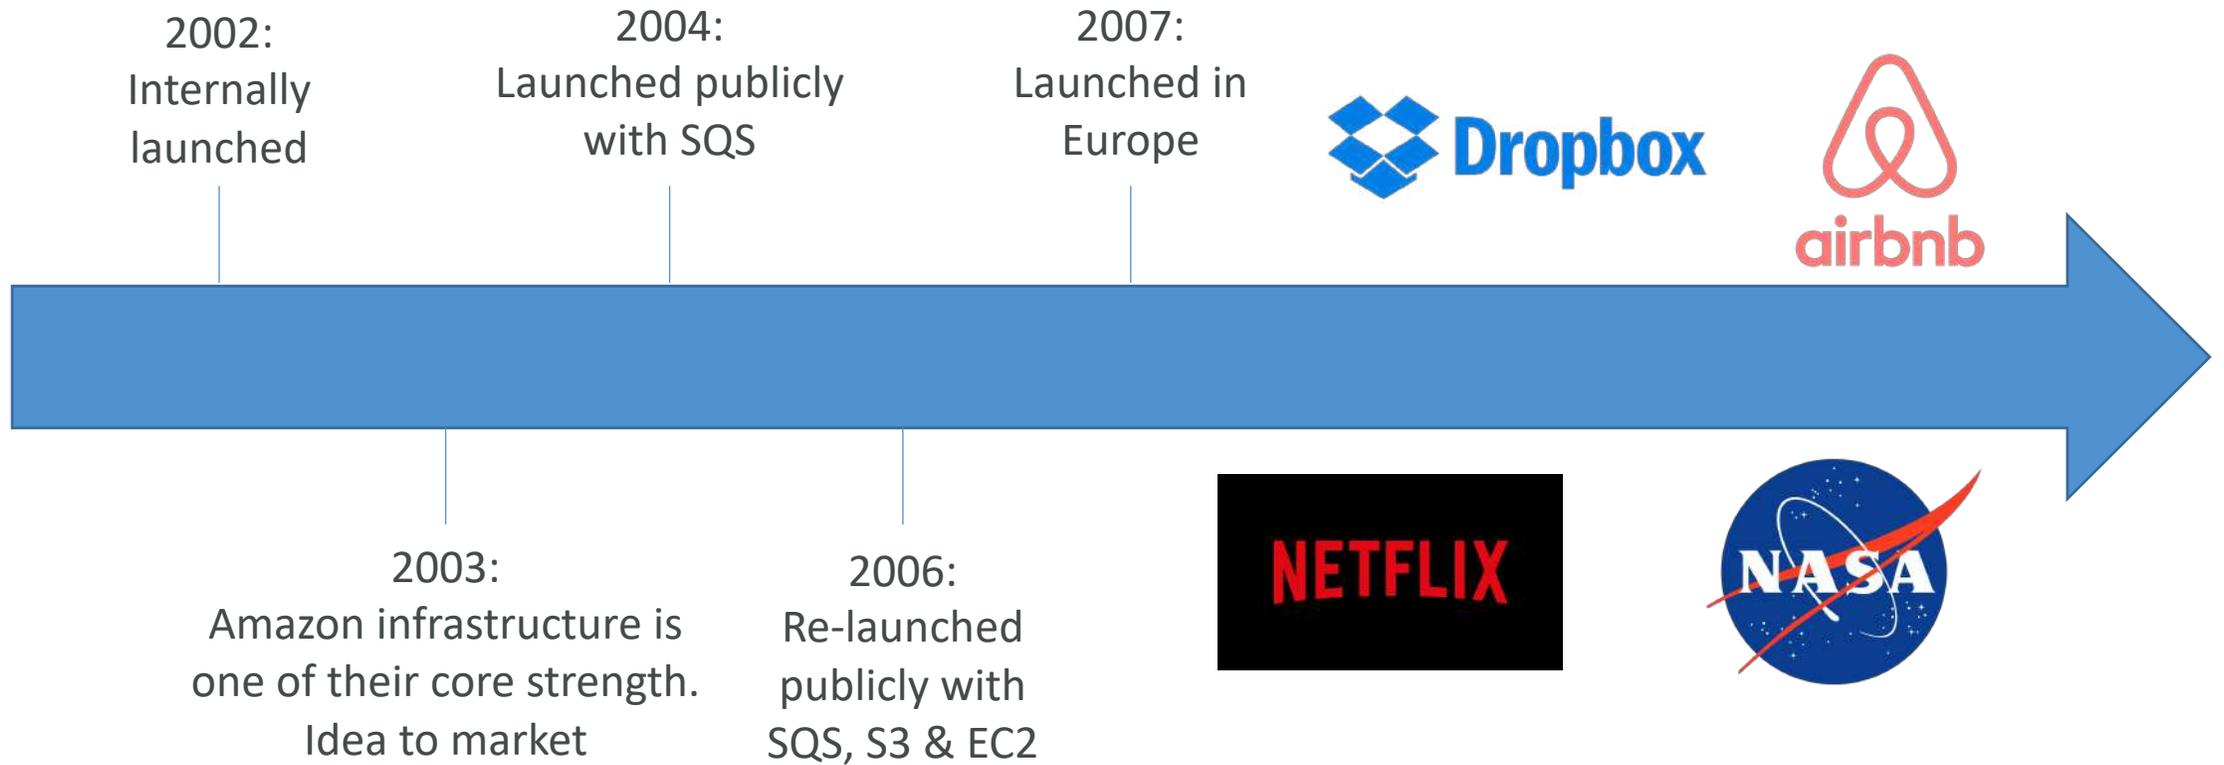 2002:
Internally
launched
2004:
Launched publicly
with SQS
2007:
Launched in
Europe
Dropbox
airbnb
2003:
Amazon infrastructure is
one of their core strength.
Idea to market
2006:
Re-launched
publicly with
SQS, S3 & EC2
NETFLIX
NASA